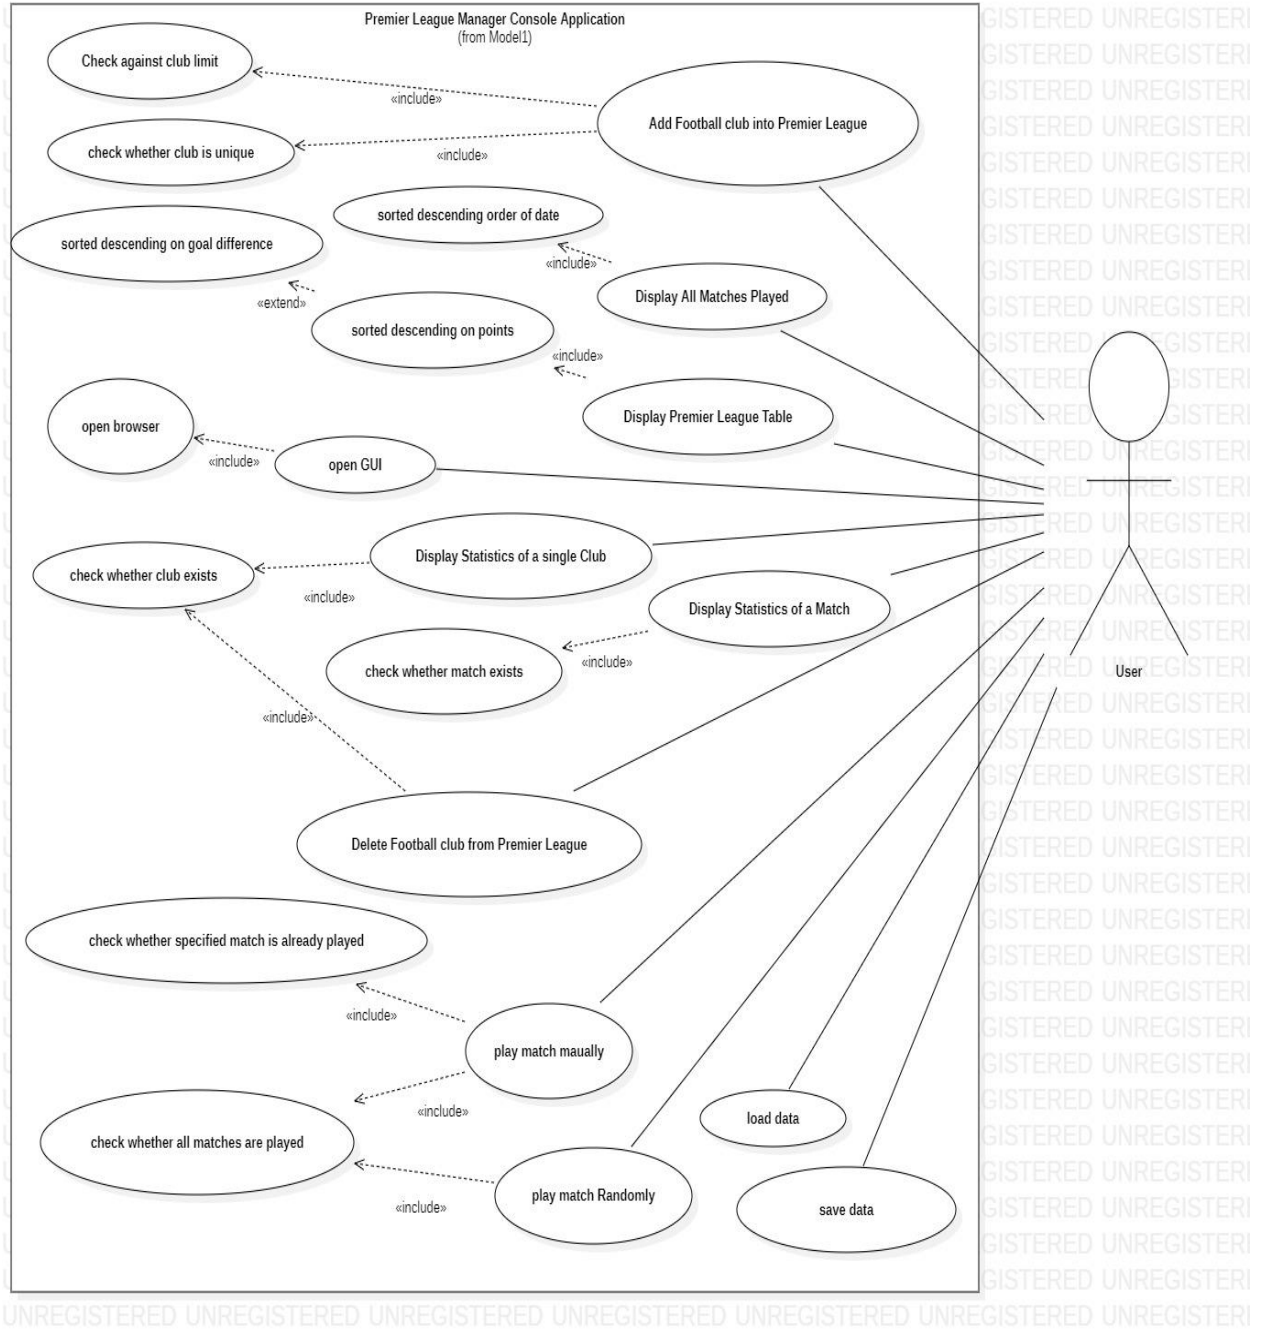 Premier League Manager Console Application
(from Model1)
Check against club limit
«include»
Add Football club into Premier League
check whether club is unique
«include»
sorted descending order of date
sorted descending on goal difference
«include»
Display All Matches Played
«extend»
sorted descending on points
«include»
Display Premier League Table
open browser
«include»
open GUI
Display Statistics of a single Club
check whether club exists
«include»
Display Statistics of a Match
check whether match exists
«include»
User
«include»
Delete Football club from Premier League
check whether specified match is already played
«include»
play match maually
«include»
load data
check whether all matches are played
play match Randomly
«include»
save data
UNREGISTERED UNREGISTERED UNREGISTERED UNREGISTERED UNREGISTERED UNREGISTERED UNREGISTERI